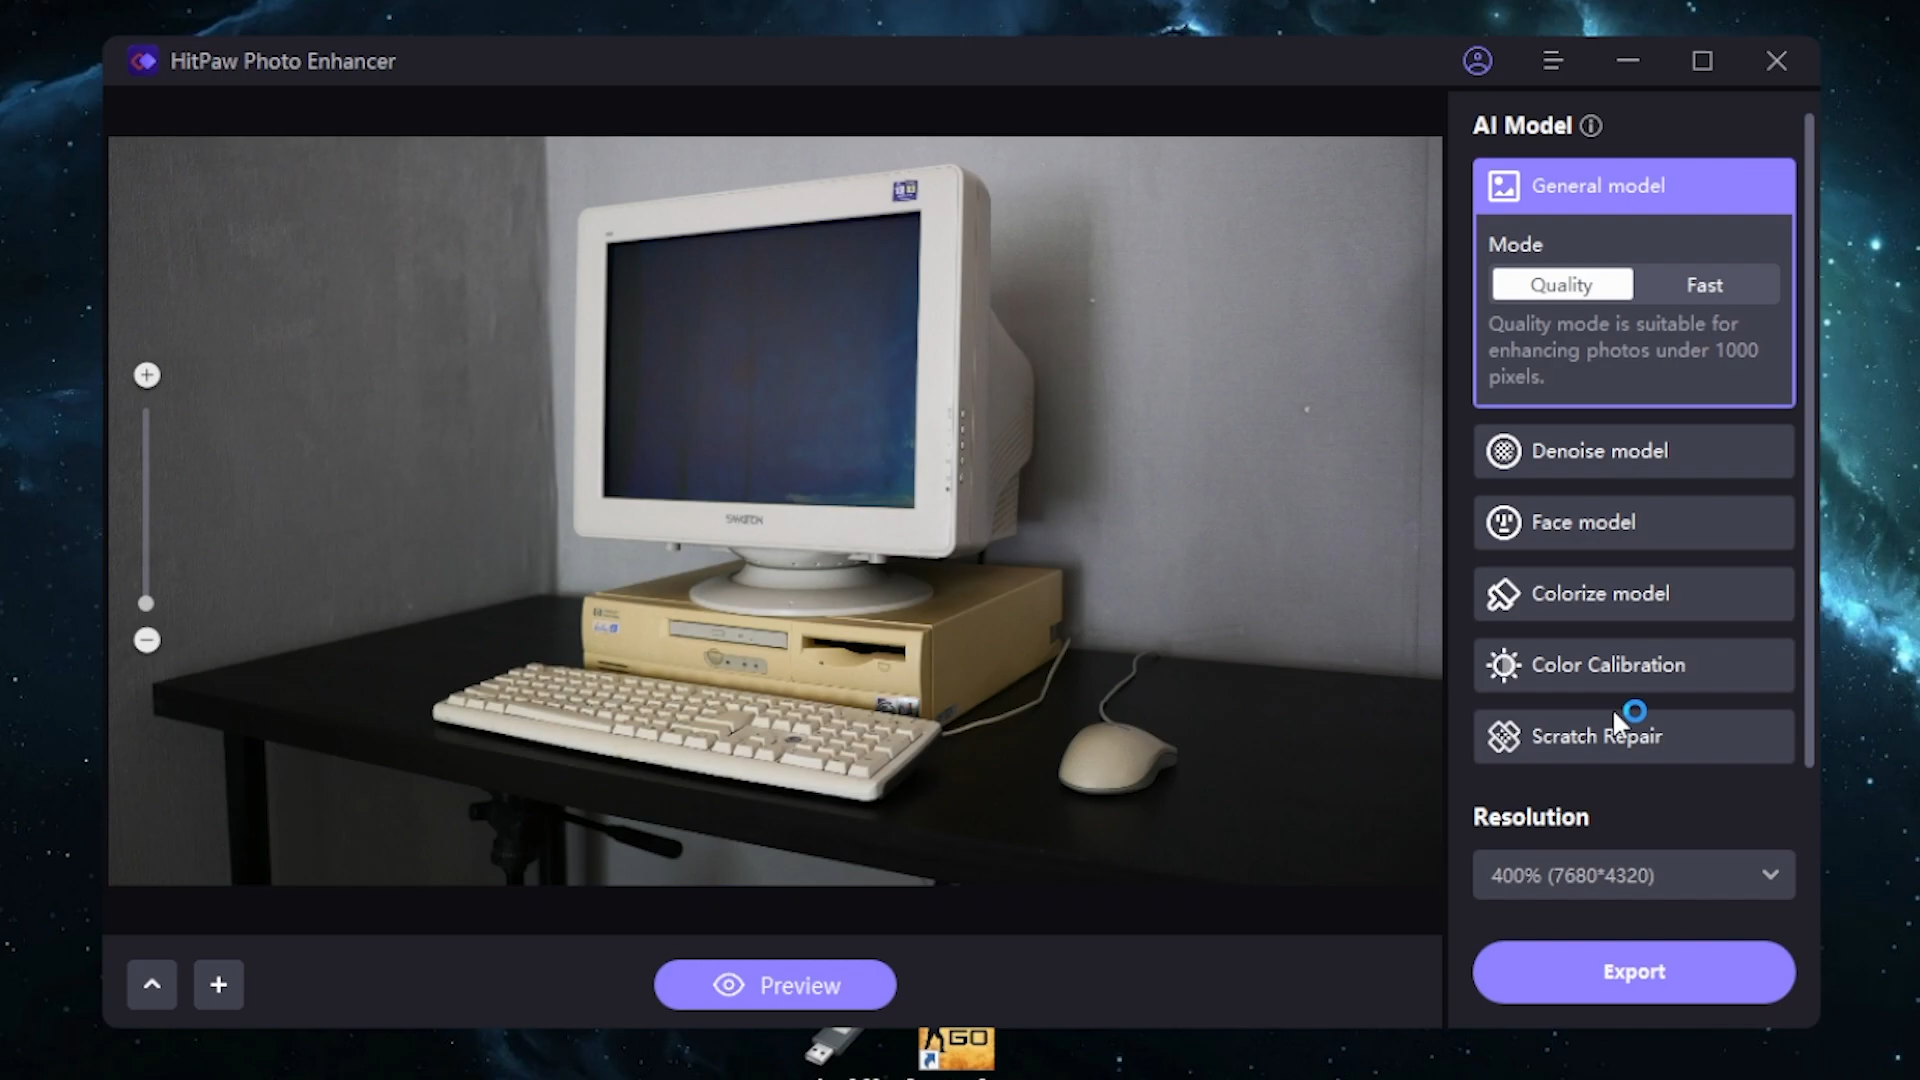 HitPaw Photo Enhancer
AI Model
General model
Mode
Quality
Fast
Quality mode is suitable for
enhancing photos under 1000
pixels.
Denoise model
Face model
Colorize model
Color Calibration
Scratch Repair
Resolution
400% (7680*4320)
Export
Preview
GO